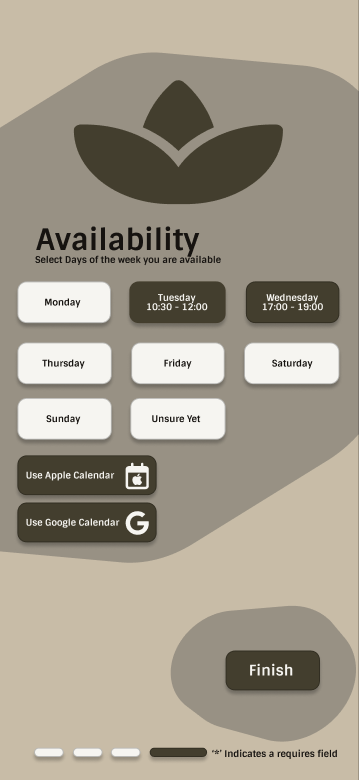 Availability
Select Days of the week you are available
Monday
Tuesday
10:30 - 12:00
Wednesday
17:00 - 19:00
Thursday
Friday
Saturday
Sunday
Unsure Yet
Use Apple Calendar
Use Google Calendar
G
Finish
'*' Indicates a requires field